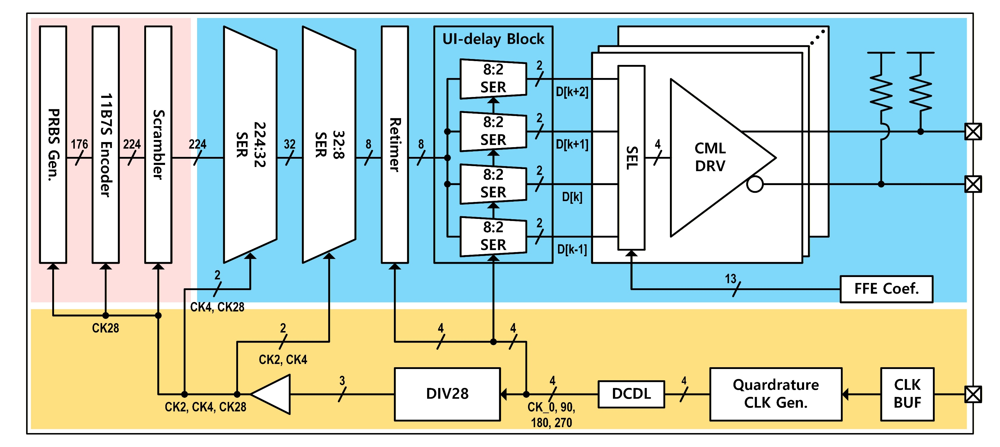 PRBS Gen.
176
11B7S Encoder
224
Scrambler
224
224:32
SER
32
32:8
SER
8
Retimer
8
UI-delay Block
8:2
SER
2
D[k+2]
8:2
SER
2
D[k+1]
8:2
SER
2
D[k]
8:2
SER
2
D[k-1]
SEL
4
CML
DRV
13
FFE Coef.
2
CK4, CK28
CK28
2
CK2, CK4
4
4
CK2, CK4, CK28
3
DIV28
4
CK_0, 90,
180, 270
DCDL
4
Quardrature
CLK Gen.
CLK
BUF